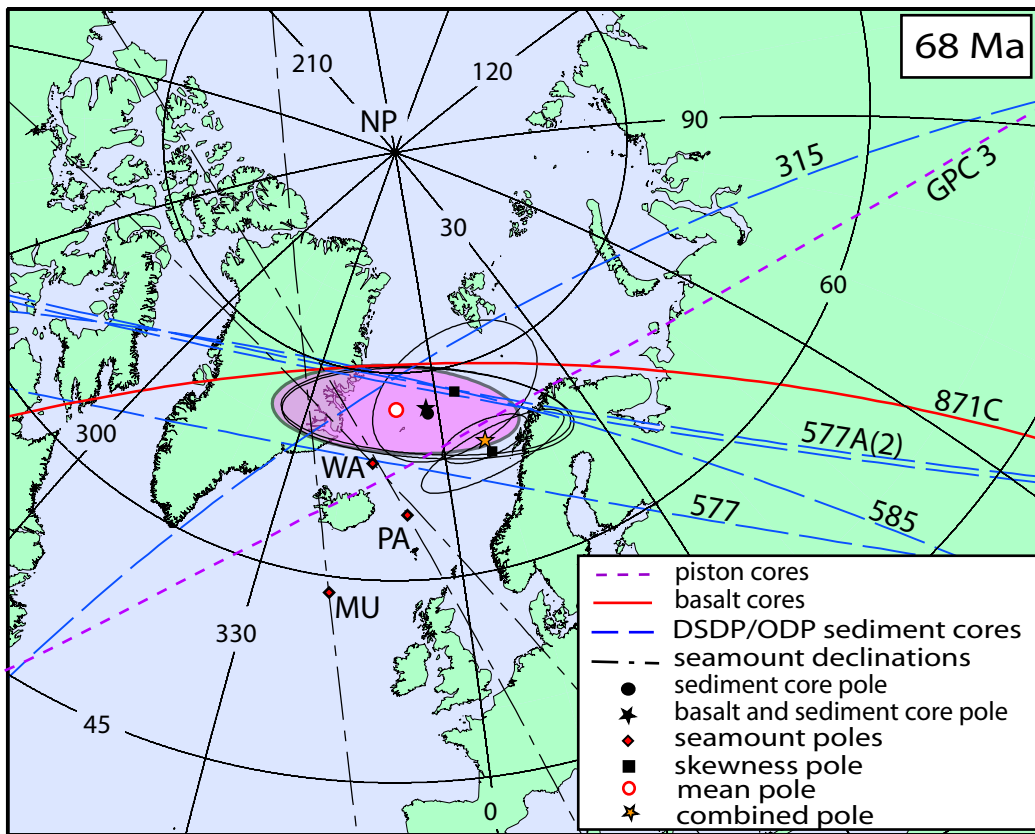 68 Ma
210
120
NP
90
315
GPC 3
30
60
871C
300
577A(2)
WA
577
585
PA
MU
330
45
0
piston cores
basalt cores
DSDP/ODP sediment cores
seamount declinations
sediment core pole
basalt and sediment core pole
seamount poles
skewness pole
mean pole
combined pole